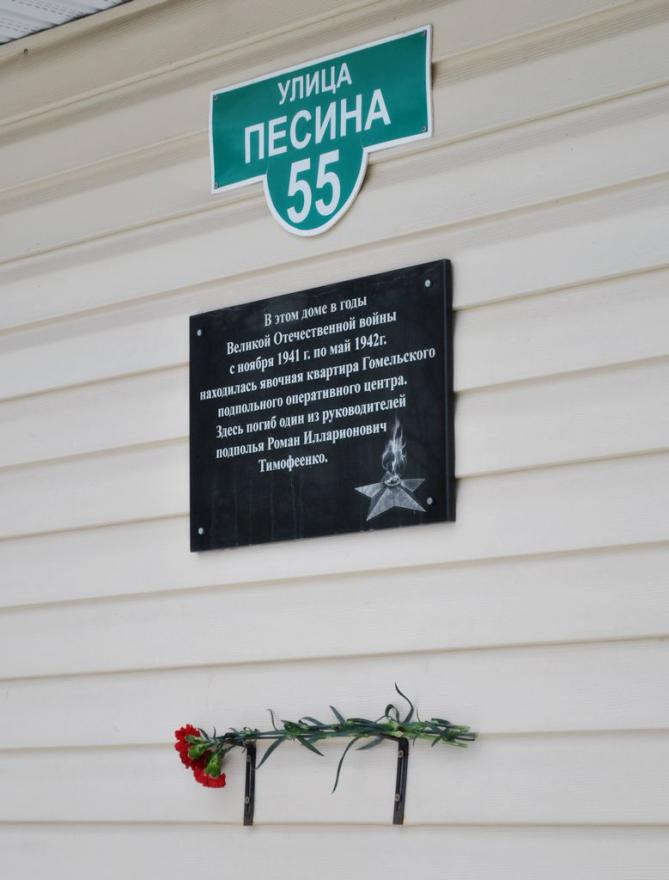 УЛИЦА
ПЕСИНА
55
В этом доме в годы
Великой Отечественной войны
с ноября 1941 г. по май 1942г.
находилась явочная квартира Гомельского
подпольного оперативного центра.
Здесь погиб один из руководителей
подполья Роман Илларионович
Тимофеенко.